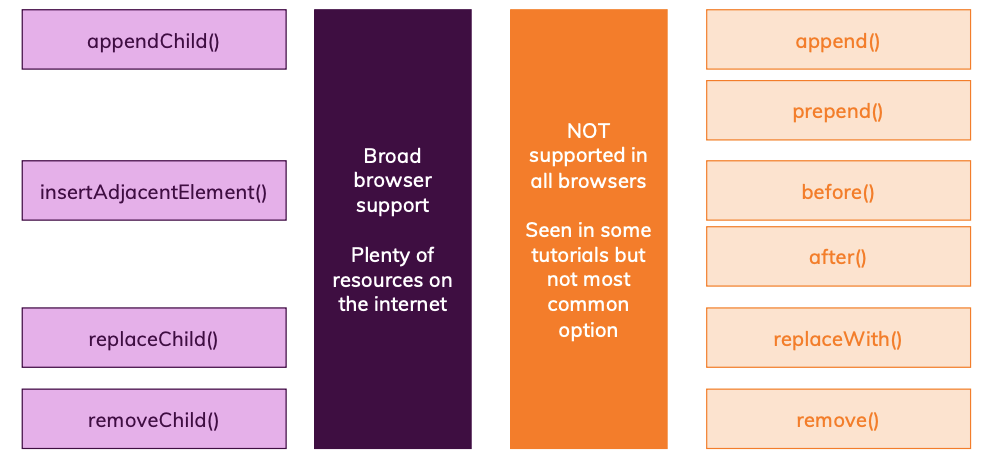 appendChild()
insertAdjacentElement()
replaceChild()
removeChild()
Broad
browser
support
Plenty of
resources on
the internet
NOT
supported in
all browsers
Seen in some
tutorials but
not most
common
option
append()
prepend()
before()
after()
replaceWith()
remove()